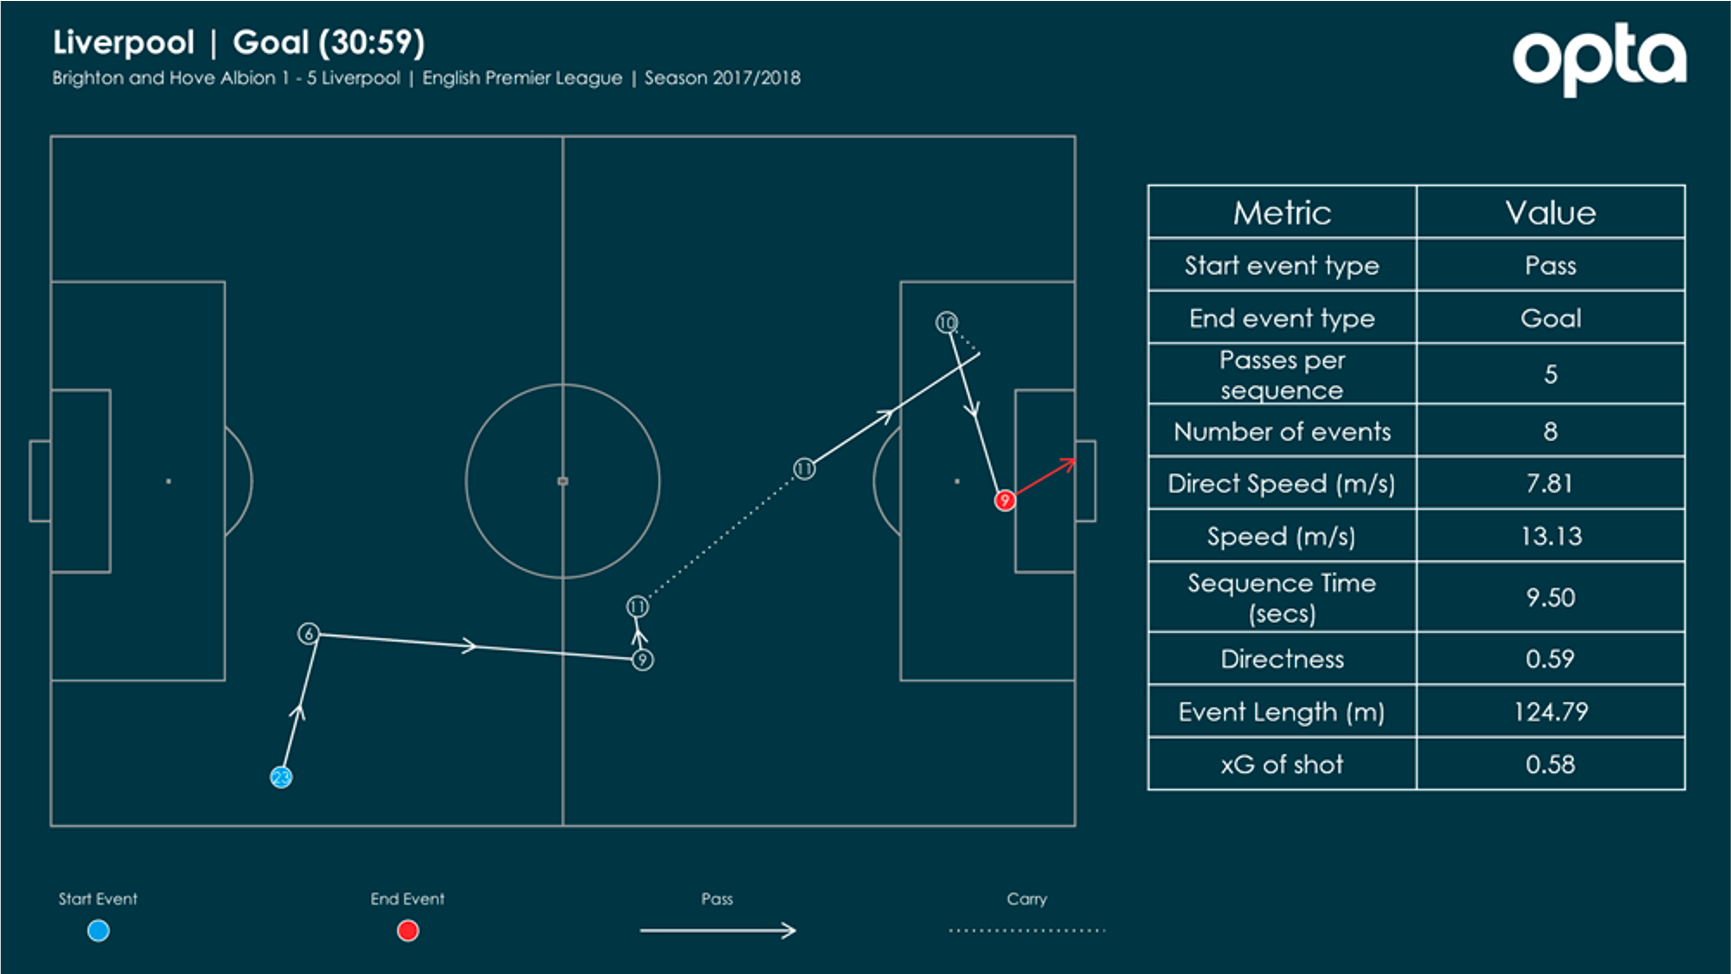 Liverpool | Goal (30:59)
Brighton and Hove Albion 1 - 5 Liverpool | English Premier League | Season 2017/2018
opta
10
11
9
11
6
9
23
Metric Value
Start event type Pass
End event type Goal
Passes per
sequence
5
Number of events 8
Direct Speed (m/s) 7.81
Speed (m/s) 13.13
Sequence Time
(secs)
9.50
Directness 0.59
Event Length (m) 124.79
xG of shot 0.58
Start Event End Event Pass Carry